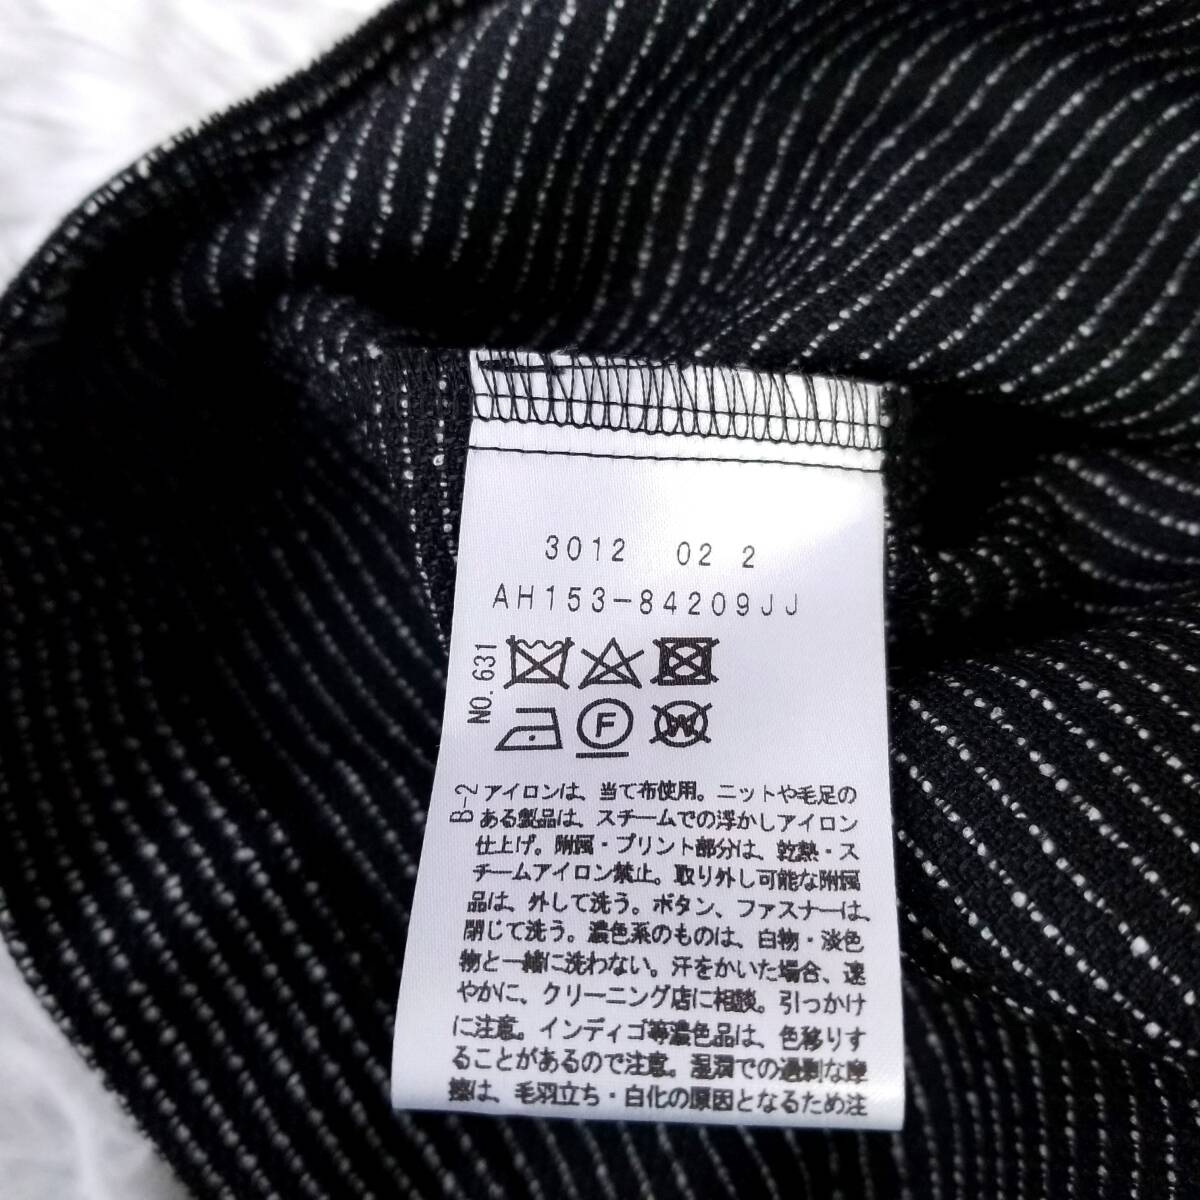 3012 02 2
AH153-84209JJ
NO.631
F
W
B-2
アイロンは、当て布使用。ニットや毛足の
ある製品は、スチームでの浮かしアイロン
仕上げ。附属・プリント部分は、乾熱・ス
チームアイロン禁止。取り外し可能な附属
品は、外して洗う。ボタン、ファスナーは、
閉じて洗う。濃色系のものは、白物・淡色
物と一緒に洗わない。汗をかいた場合、速
やかに、クリーニング店に相談。引っかけ
に注意。インディゴ等濃色品は、色移りす
ることがあるので注意。湿潤での過剰な摩
擦は、毛羽立ち・白化の原因となるため注